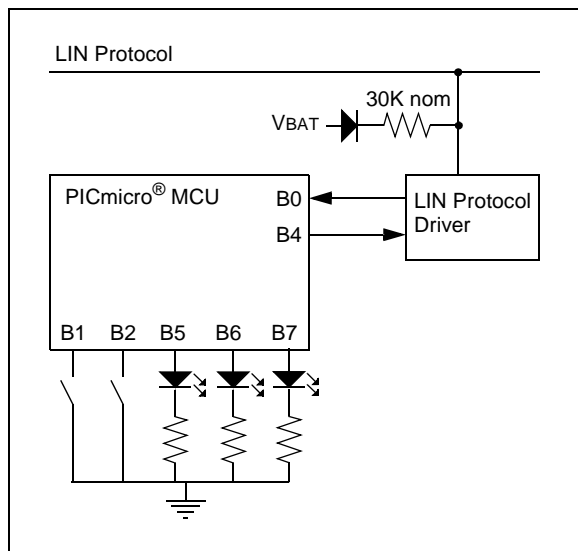 LIN Protocol
30K nom
VBAT
PICmicro® MCU
B0
LIN Protocol
Driver
B4
B1 B2 B5 B6 B7